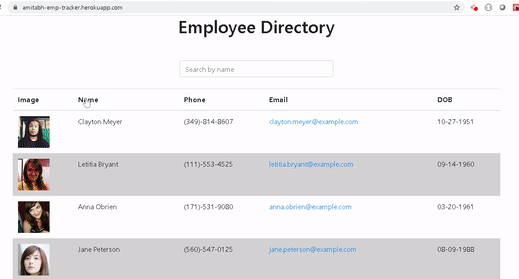 amitabh-emp-tracker.herokuapp.com
Employee Directory
Search by name
Image Name Phone Email DOB
Clayton Meyer (349)-814-8607 clayton.meyer@example.com 10-27-1951
Letitia Bryant (111)-553-4525 letitia.bryant@example.com 09-14-1960
Anna Obrien (171)-531-9080 anna.obrien@example.com 03-20-1961
Jane Peterson (560)-547-0125 jane.peterson@example.com 08-09-1988